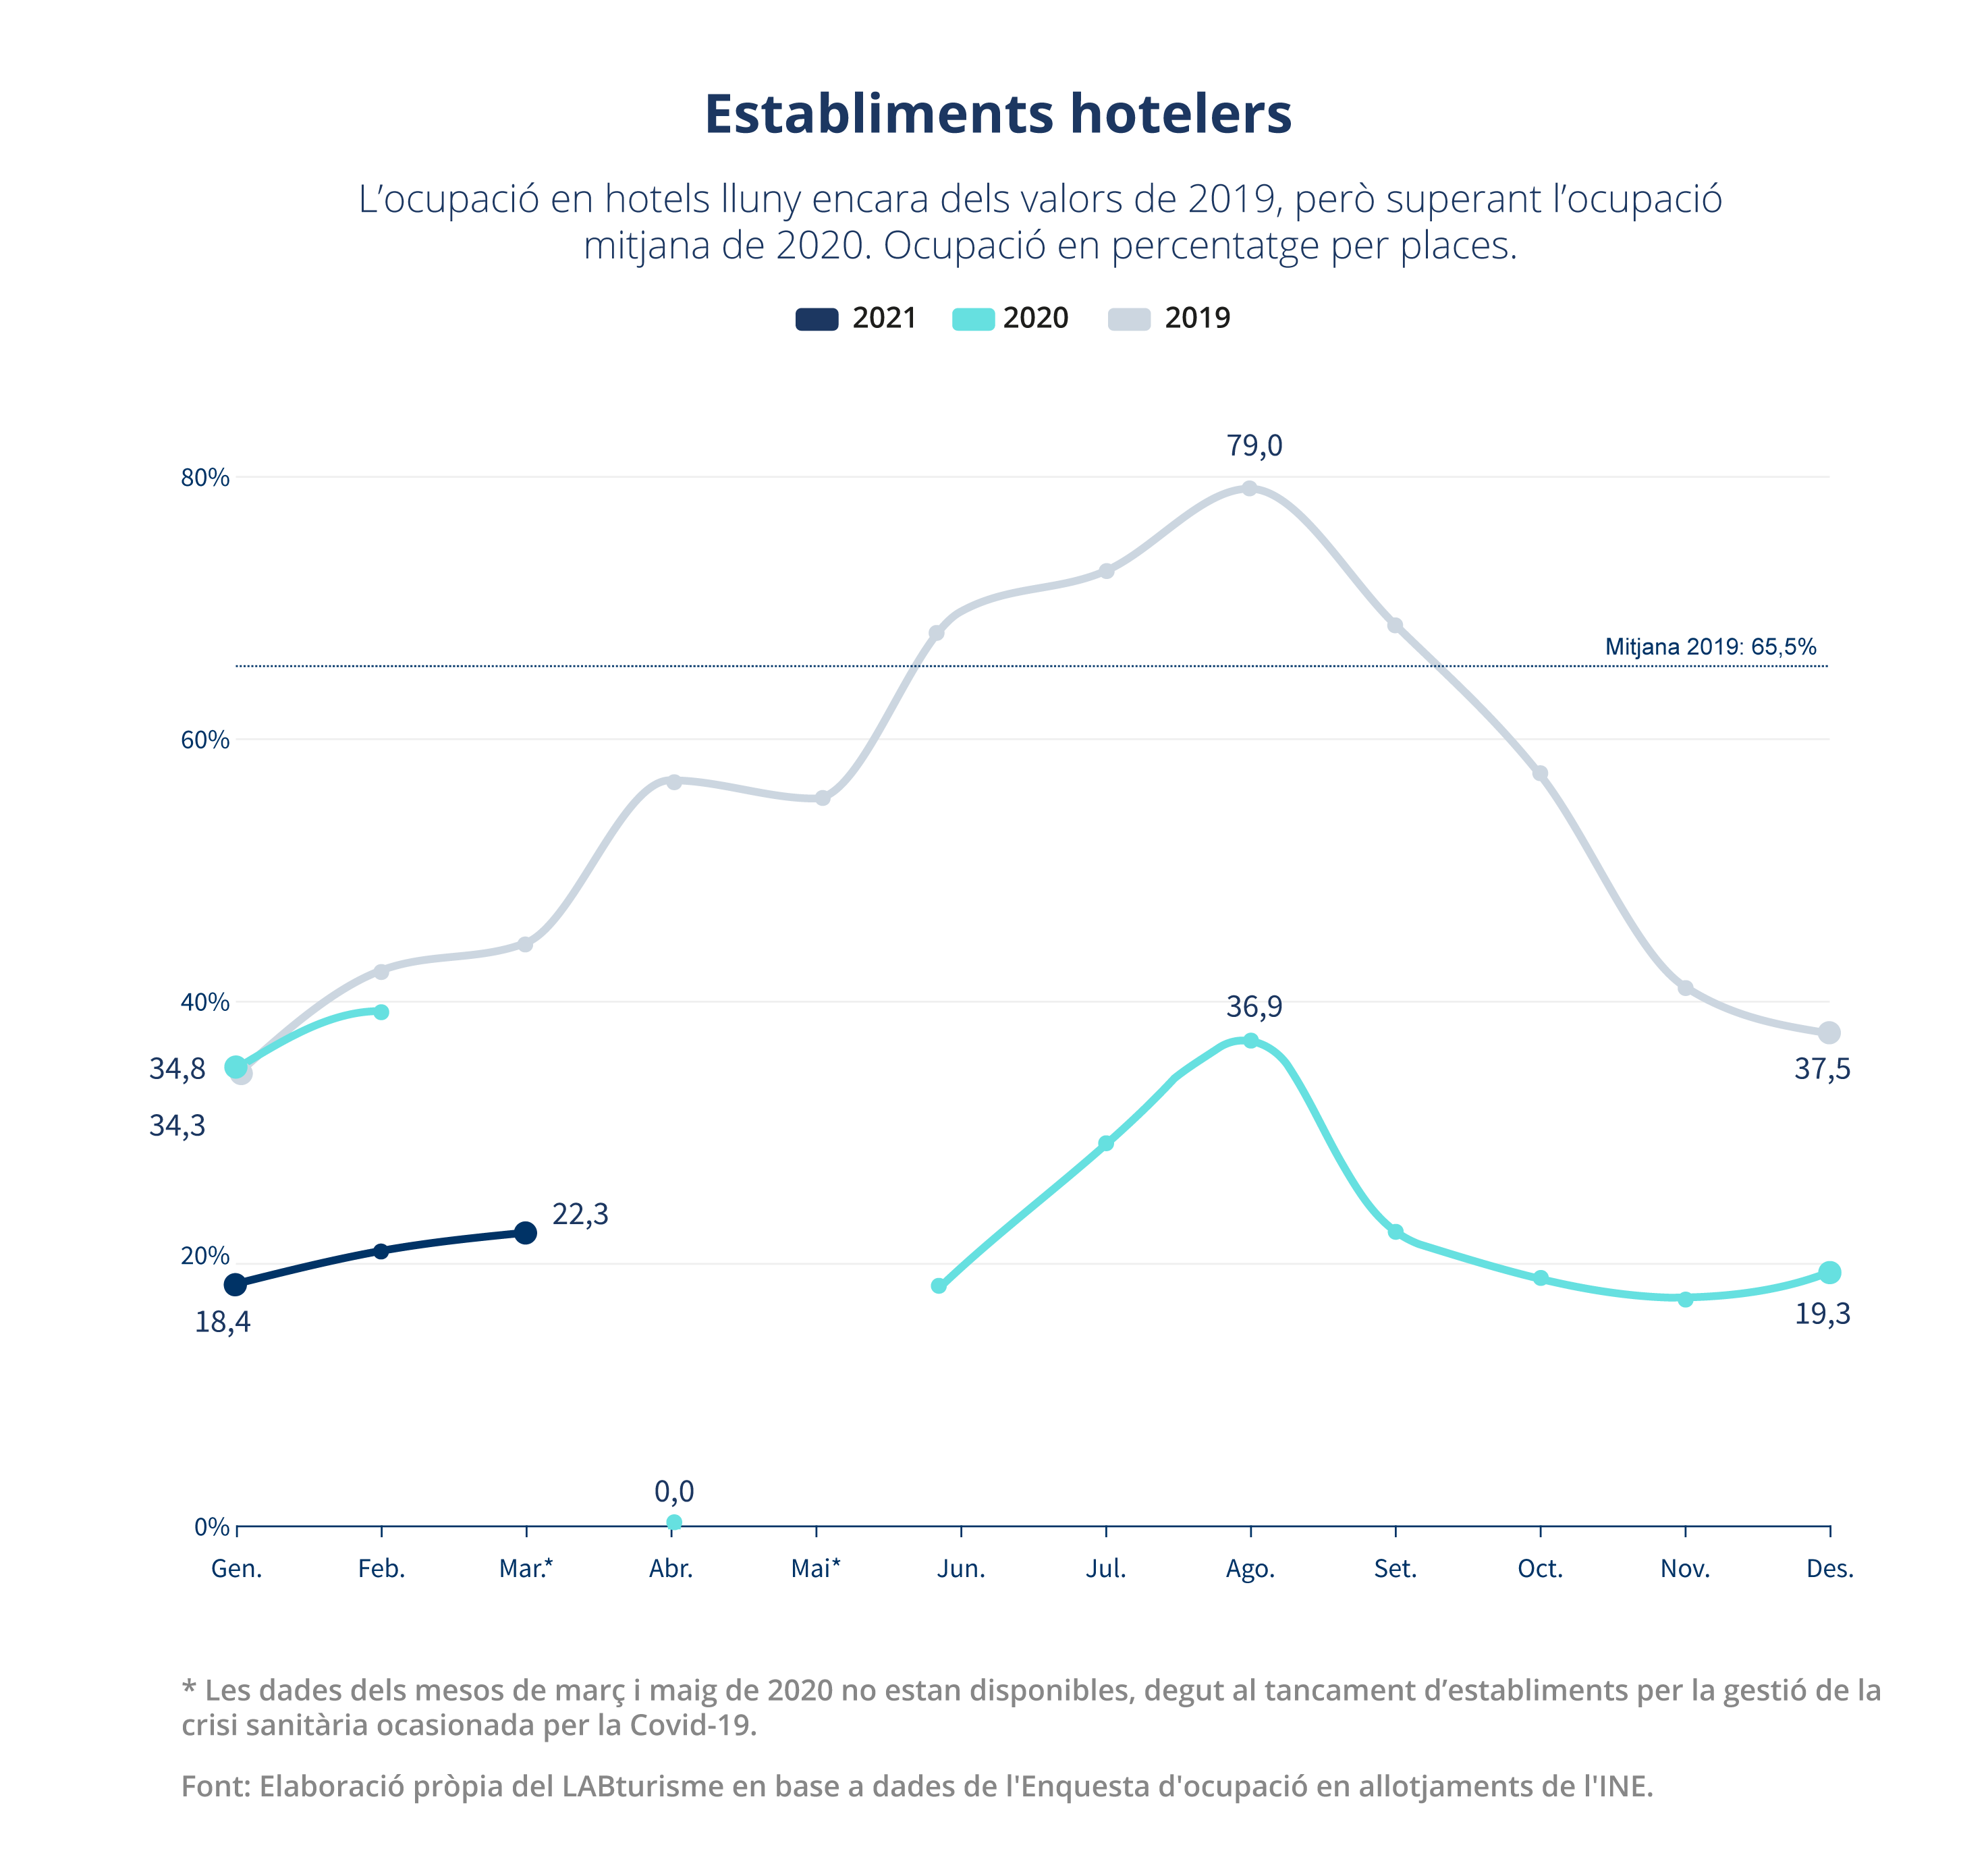 Establiments hotelers
L’ocupació en hotels lluny encara dels valors de 2019, però superant l’ocupació
mitjana de 2020. Ocupació en percentatge per places.
2021 2020 2019
79,0
80%
Mitjana 2019: 65,5%
60%
40%
36,9
34,8
37,5
34,3
22,3
20%
18,4
19,3
0,0
0%
Gen. Feb. Mar.* Abr. Mai* Jun. Jul. Ago. Set. Oct. Nov. Des.
* Les dades dels mesos de març i maig de 2020 no estan disponibles, degut al tancament d’establiments per la gestió de la
crisi sanitària ocasionada per la Covid-19.
Font: Elaboració pròpia del LABturisme en base a dades de l'Enquesta d'ocupació en allotjaments de l'INE.